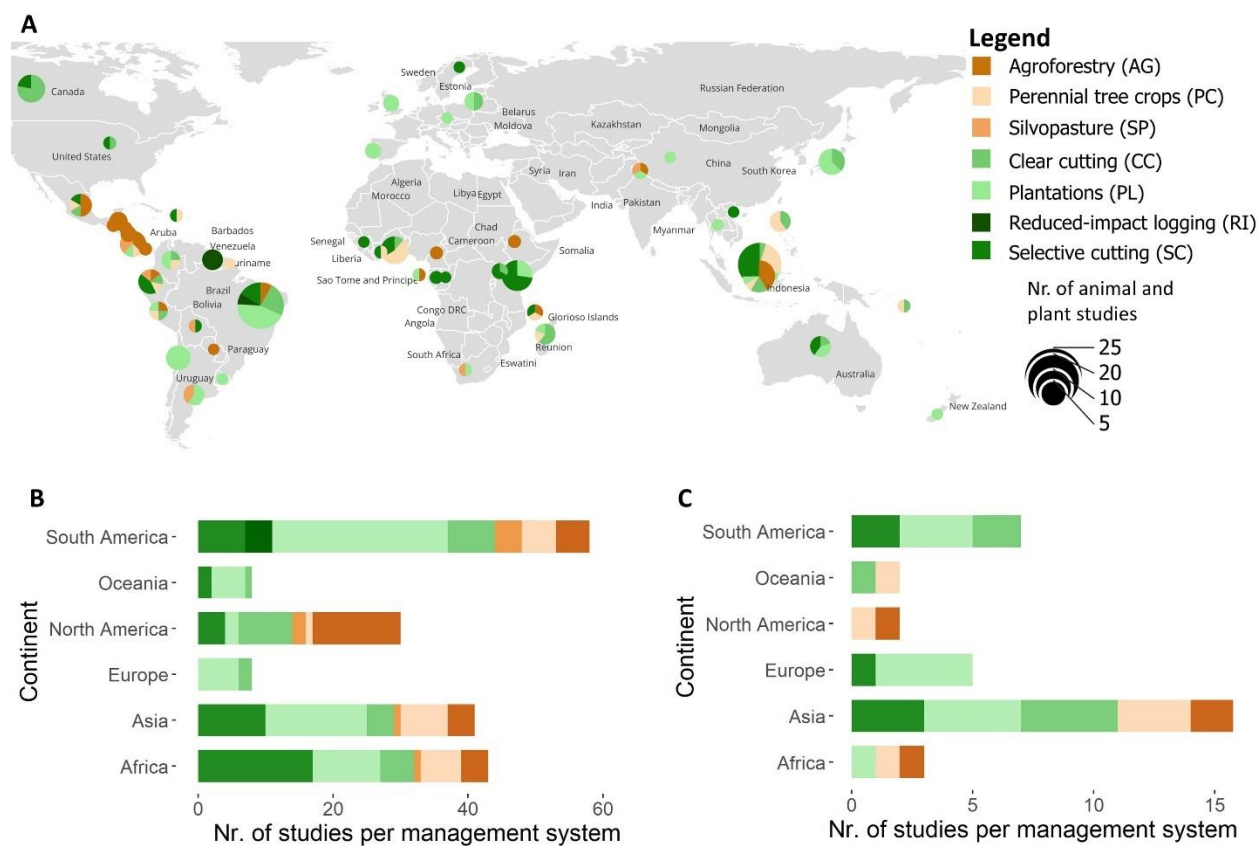 A
Legend
Agroforestry (AG)
Perennial tree crops (PC)
Silvopasture (SP)
Clear cutting (CC)
Plantations (PL)
Reduced-impact logging (RI)
Selective cutting (SC)
Nr. of animal and
plant studies
25
20
10
5
Canada
United States
Aruba
Barbados
Venezuela
uriname
Brazil
Bolivia
Paraguay
Uruguay
Sweden
Estonia
Belarus
Moldova
Russian Federation
Kazakhstan
Mongolia
China
South Korea
Syria
Iran
Pakistan
India
Myanmar
Algeria
Morocco
Libya
Egypt
Chad
Cameroon
Senegal
Liberia
Somalia
Sao Tome and Principe
Congo DRC
Angola
Glorioso Islands
Reunion
South Africa
Eswatini
Indonesia
Australia
New Zealand
B
Continent
South America
Oceania
North America
Europe
Asia
Africa
0 20 40 60
Nr. of studies per management system
C
Continent
South America
Oceania
North America
Europe
Asia
Africa
0 5 10 15
Nr. of studies per management system